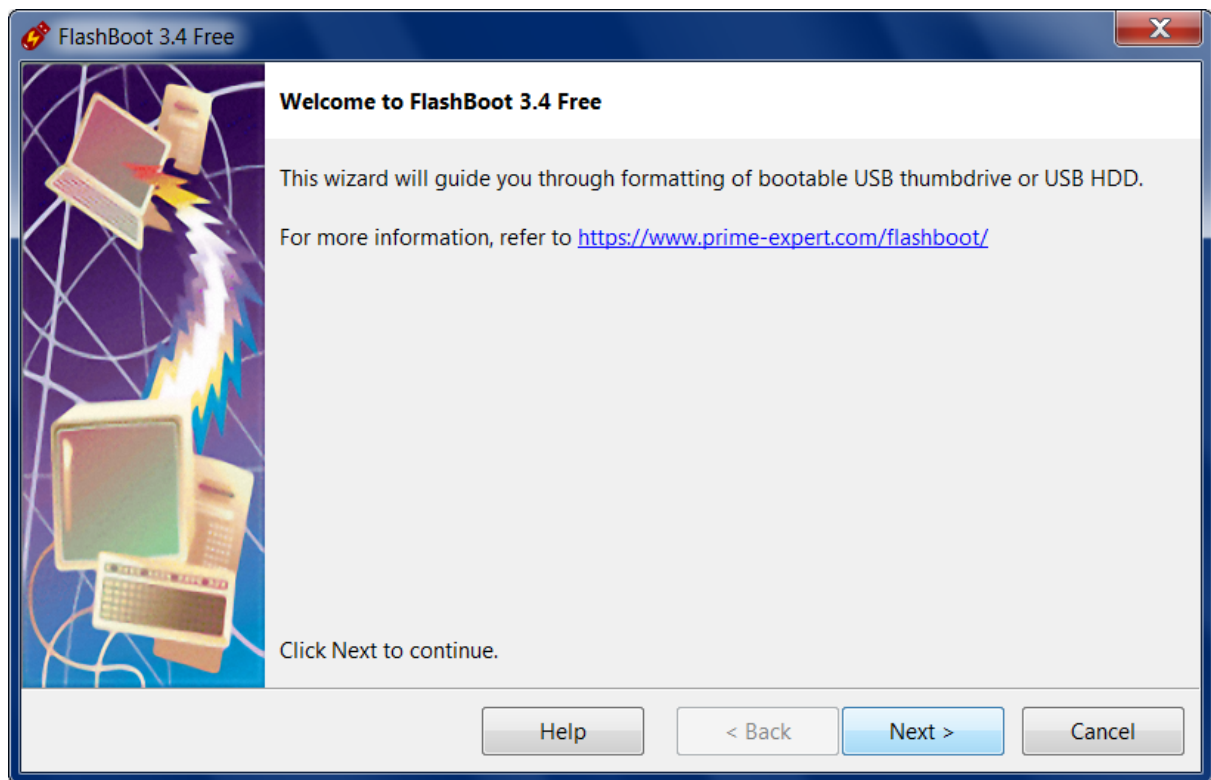 FlashBoot 3.4 Free
Welcome to FlashBoot 3.4 Free
This wizard will guide you through formatting of bootable USB thumbdrive or USB HDD.
For more information, refer to https://www.prime-expert.com/flashboot/
Click Next to continue.
Help
< Back
Next >
Cancel